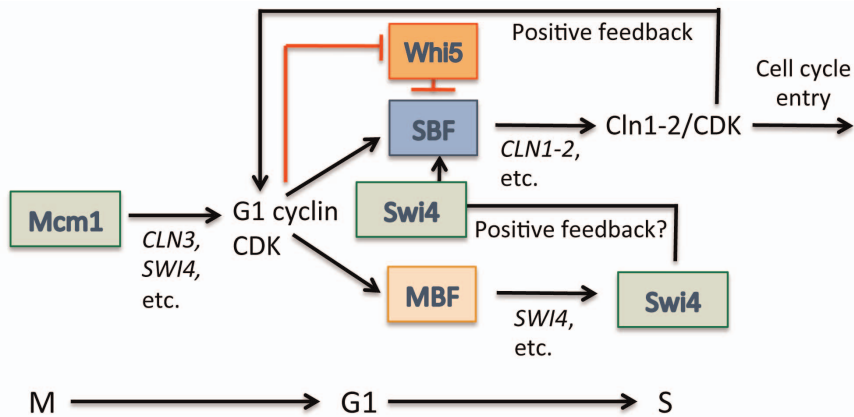 Positive feedback
Whi5
Cell cycle
entry
SBF
Cln1-2/CDK
CLN1-2,
etc.
Mcm1
G1 cyclin
CDK
Swi4
CLN3,
SWI4,
etc.
Positive feedback?
MBF
SWI4,
etc.
Swi4
M
G1
S